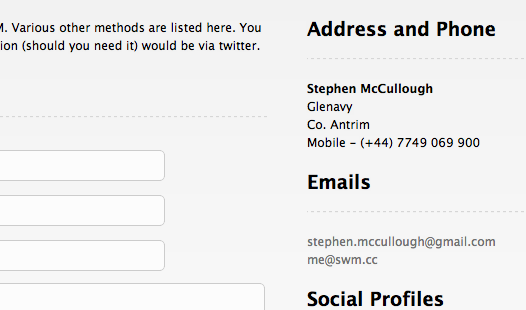 M. Various other methods are listed here. You
ion (should you need it) would be via twitter.
Address and Phone
Stephen McCullough
Glenavy
Co. Antrim
Mobile – (+44) 7749 069 900
Emails
stephen.mccullough@gmail.com
me@swm.cc
Social Profiles